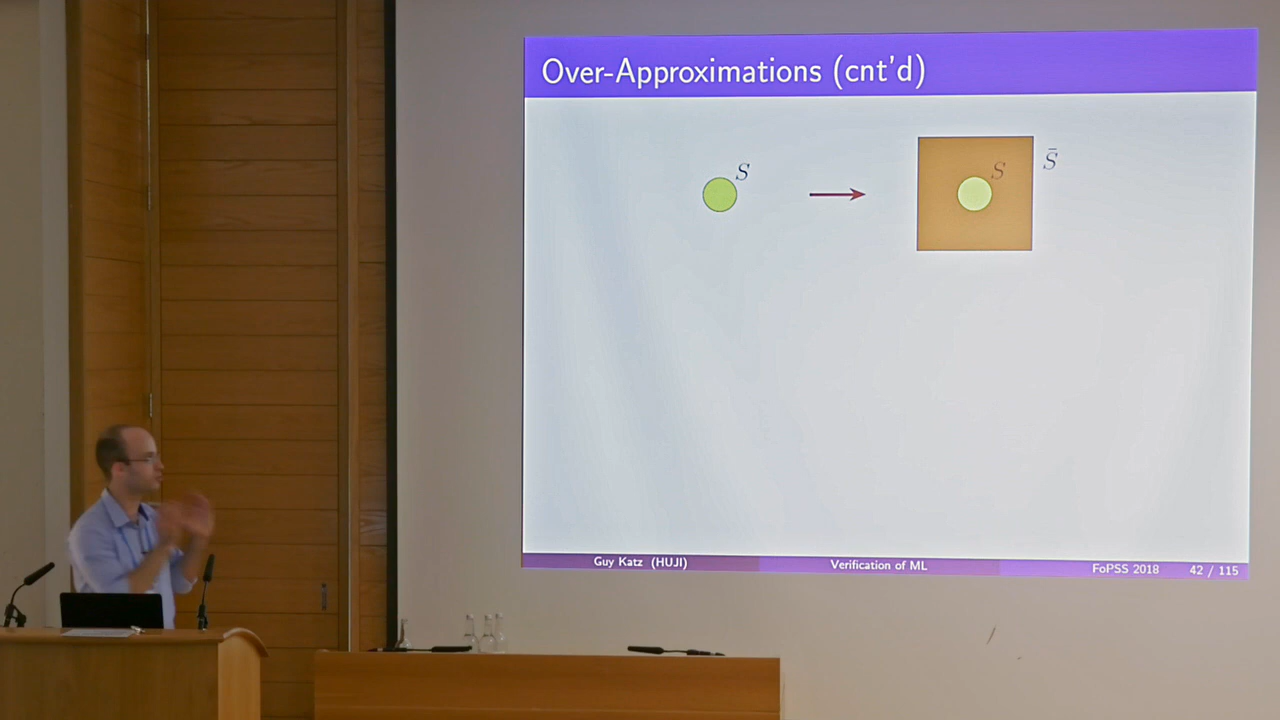 Over-Approximations (cnt'd)
S
S
S̄
Guy Katz (HUJI) Verification of ML FoPSS 2018 42 / 115